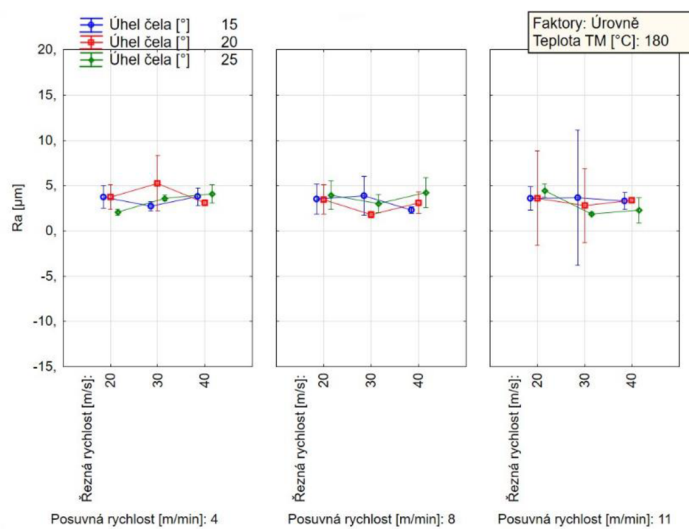 Úhel čela [°] 15
Úhel čela [°] 20
Úhel čela [°] 25
Faktory: Úrovně
Teplota TM [°C]: 180
Ra [µm]
20,
15,
10,
5,
0,
-5,
-10,
-15,
Řezná rychlost [m/s]:
20
30
40
Řezná rychlost [m/s]:
20
30
40
Řezná rychlost [m/s]:
20
30
40
Posuvná rychlost [m/min]: 4
Posuvná rychlost [m/min]: 8
Posuvná rychlost [m/min]: 11